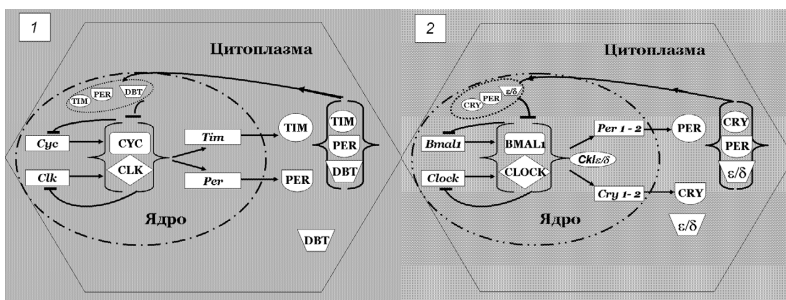 1
Цитоплазма
TIM
PER
DBT
Cyc
CYC
Tim
TIM
TIM
PER
DBT
Clk
CLK
Per
PER
Ядро
DBT
2
Цитоплазма
CRY
PER
ε/δ
Bmal1
BMAL1
Per 1 - 2
PER
CRY
PER
ε/δ
CkIε/δ
Clock
CLOCK
Cry 1- 2
CRY
Ядро
ε/δ